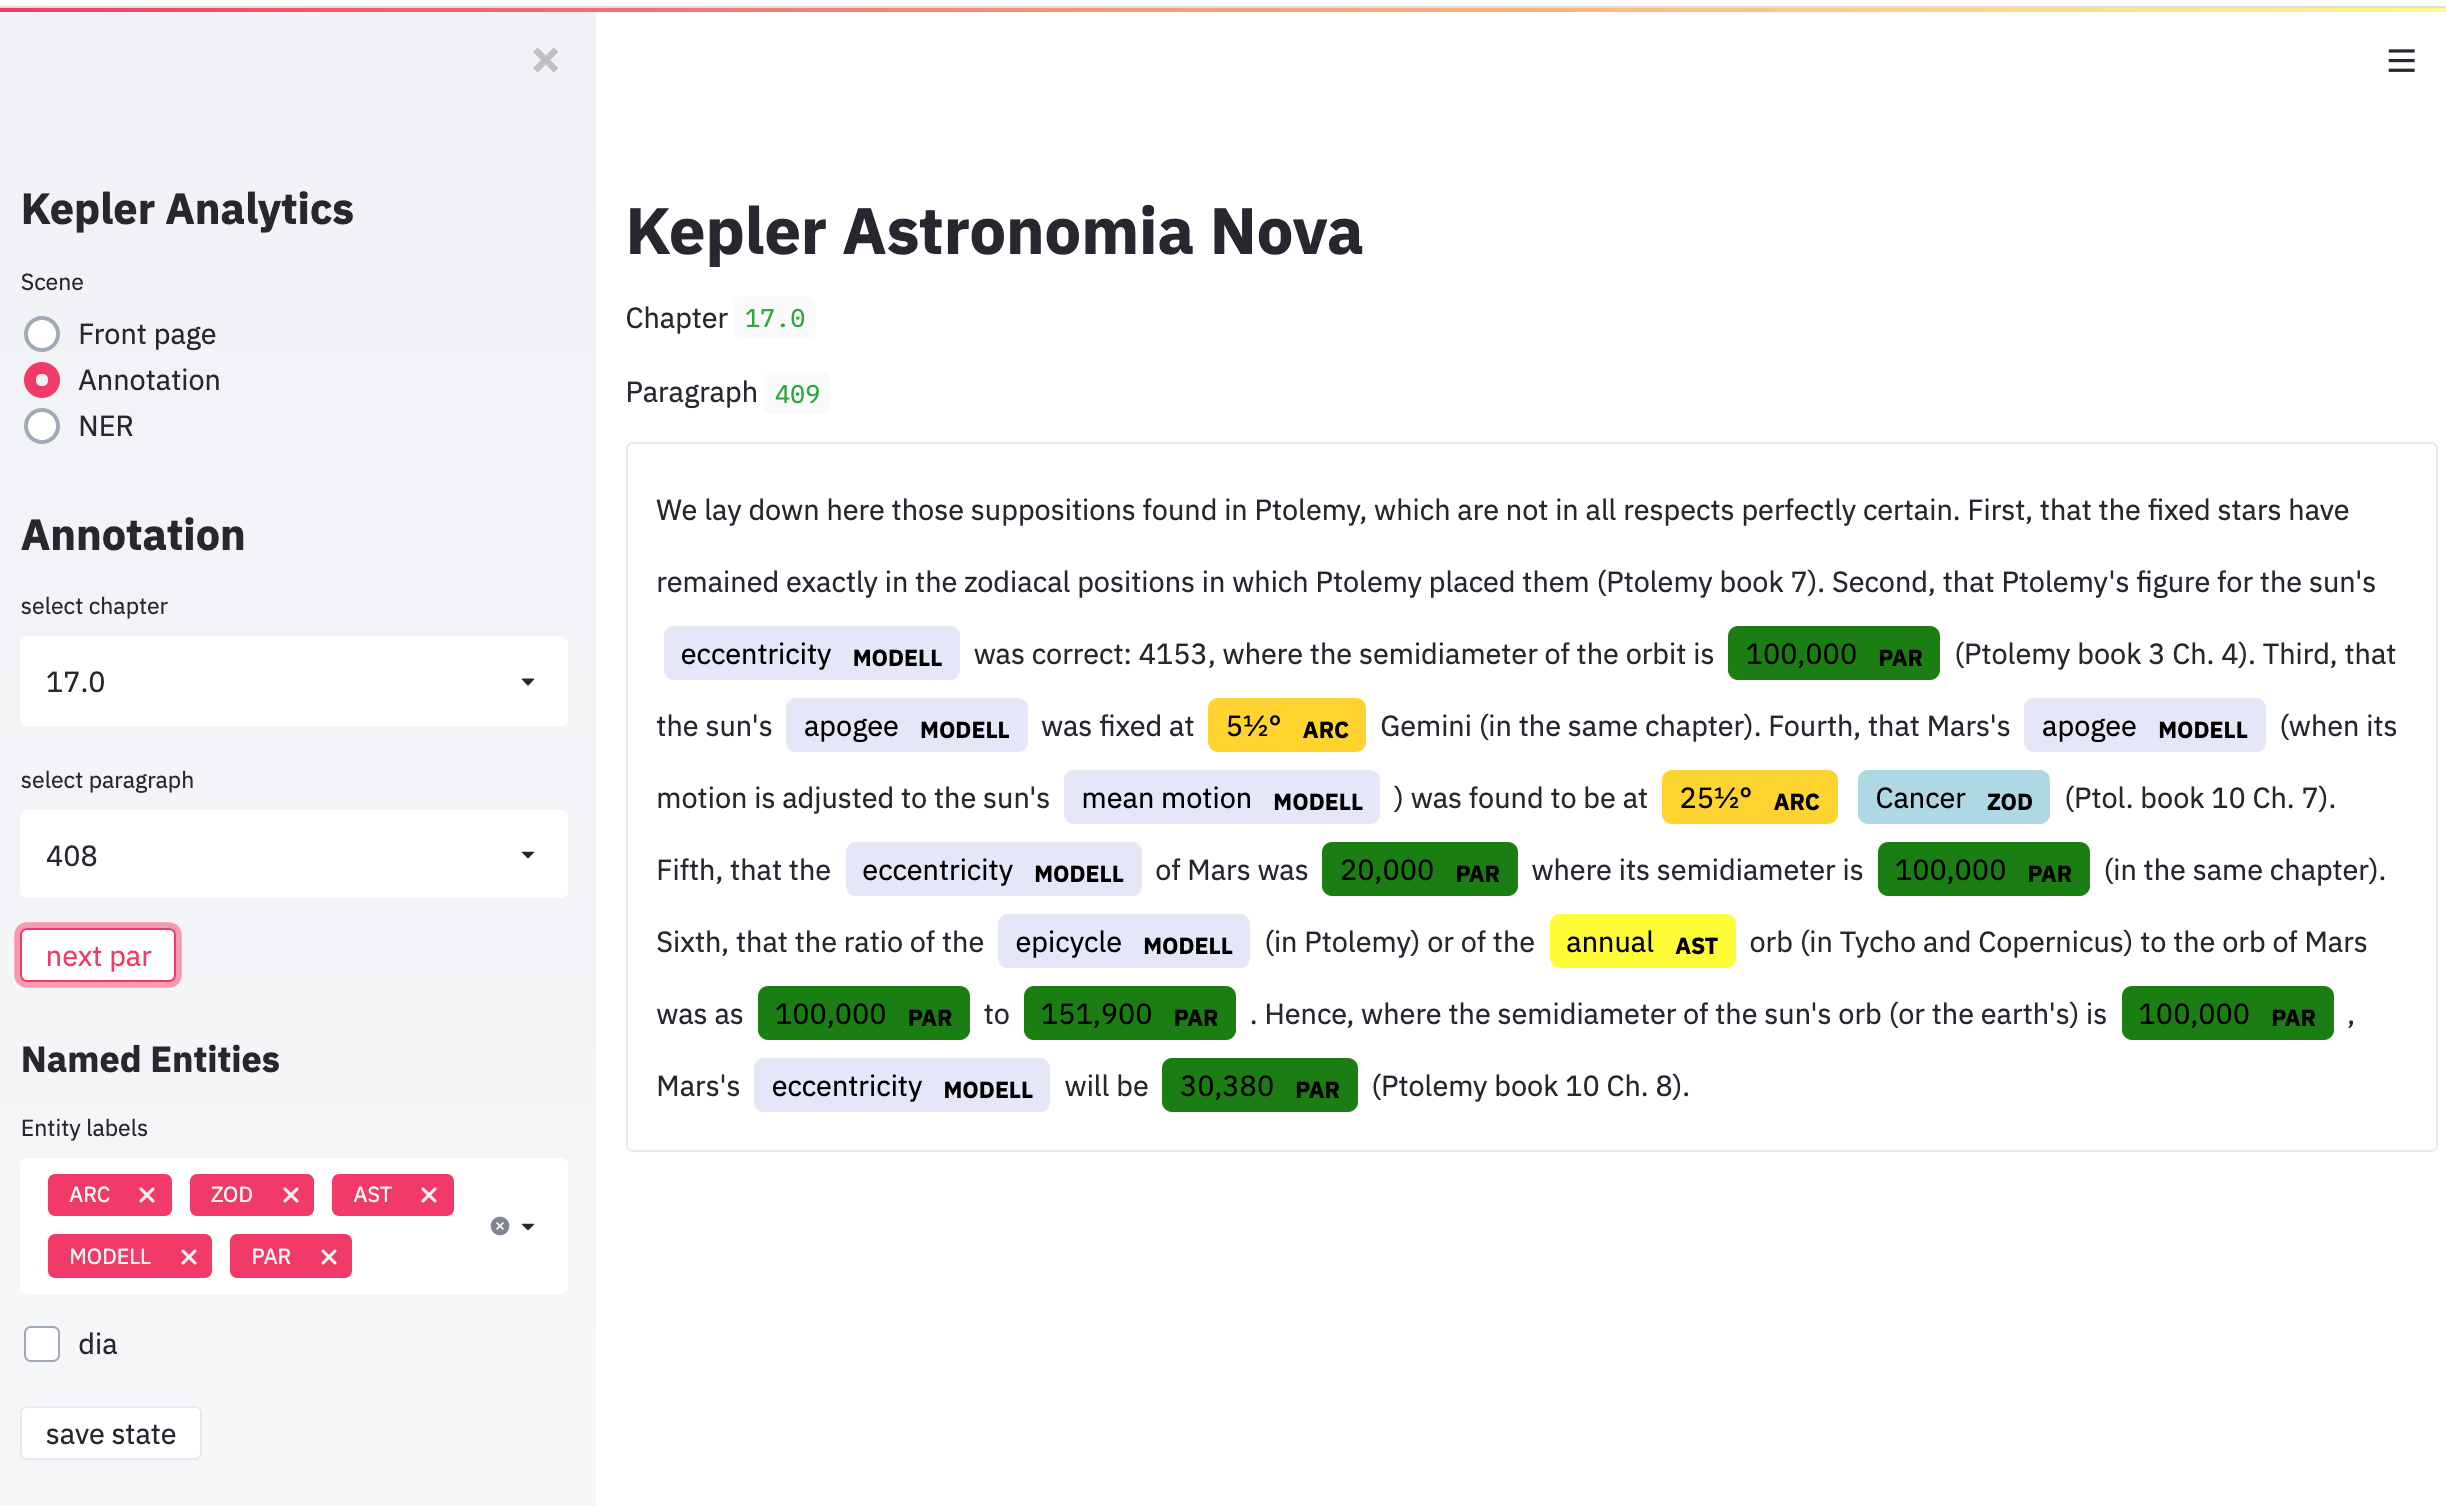 Kepler Analytics
Scene
Front page
Annotation
NER
Annotation
select chapter
17.0
select paragraph
408
next par
Named Entities
Entity labels
ARC ZOD AST
MODELL PAR
dia
save state
Kepler Astronomia Nova
Chapter 17.0
Paragraph 409
We lay down here those suppositions found in Ptolemy, which are not in all respects perfectly certain. First, that the fixed stars have
remained exactly in the zodiacal positions in which Ptolemy placed them (Ptolemy book 7). Second, that Ptolemy's figure for the sun's
eccentricity MODELL was correct: 4153, where the semidiameter of the orbit is 100,000 PAR (Ptolemy book 3 Ch. 4). Third, that
the sun's apogee MODELL was fixed at 5½° ARC Gemini (in the same chapter). Fourth, that Mars's apogee MODELL (when its
motion is adjusted to the sun's mean motion MODELL ) was found to be at 25½° ARC Cancer ZOD (Ptol. book 10 Ch. 7).
Fifth, that the eccentricity MODELL of Mars was 20,000 PAR where its semidiameter is 100,000 PAR (in the same chapter).
Sixth, that the ratio of the epicycle MODELL (in Ptolemy) or of the annual AST orb (in Tycho and Copernicus) to the orb of Mars
was as 100,000 PAR to 151,900 PAR . Hence, where the semidiameter of the sun's orb (or the earth's) is 100,000 PAR ,
Mars's eccentricity MODELL will be 30,380 PAR (Ptolemy book 10 Ch. 8).